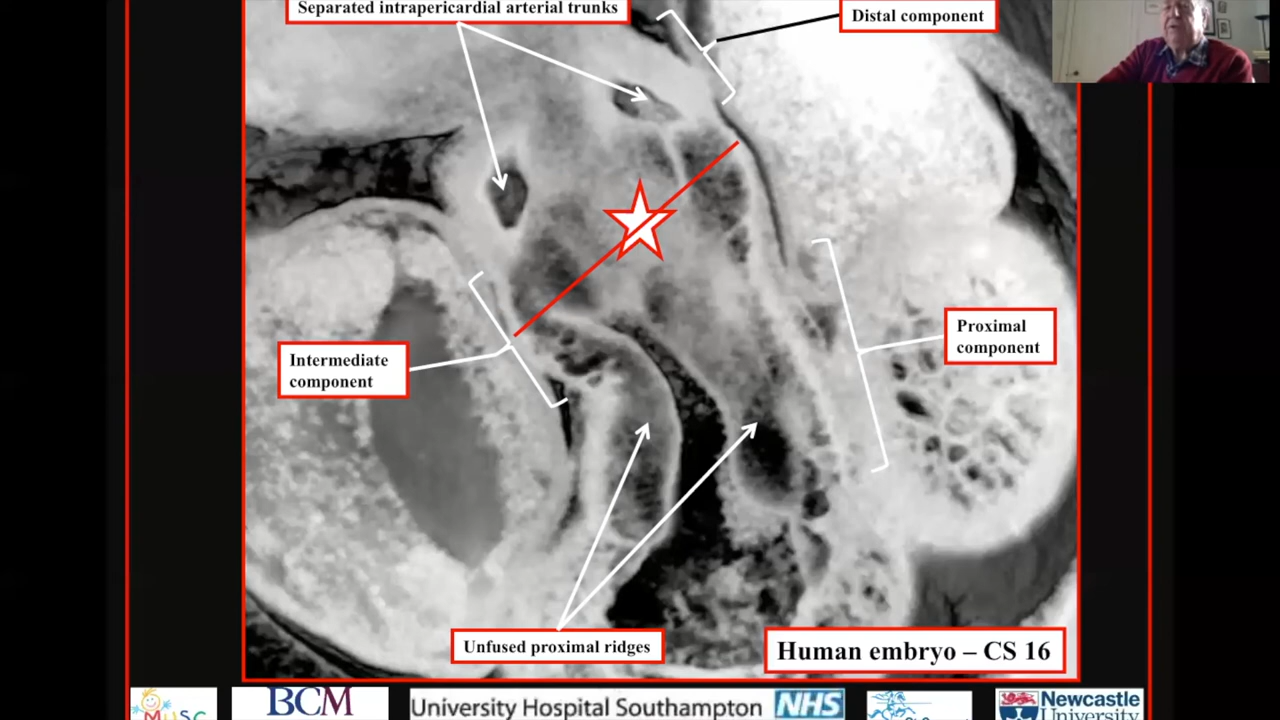 Separated intrapericardial arterial trunks
Distal component
Intermediate
component
Proximal
component
Unfused proximal ridges
Human embryo – CS 16
MUSC
BCM
University Hospital Southampton
NHS
Newcastle
University